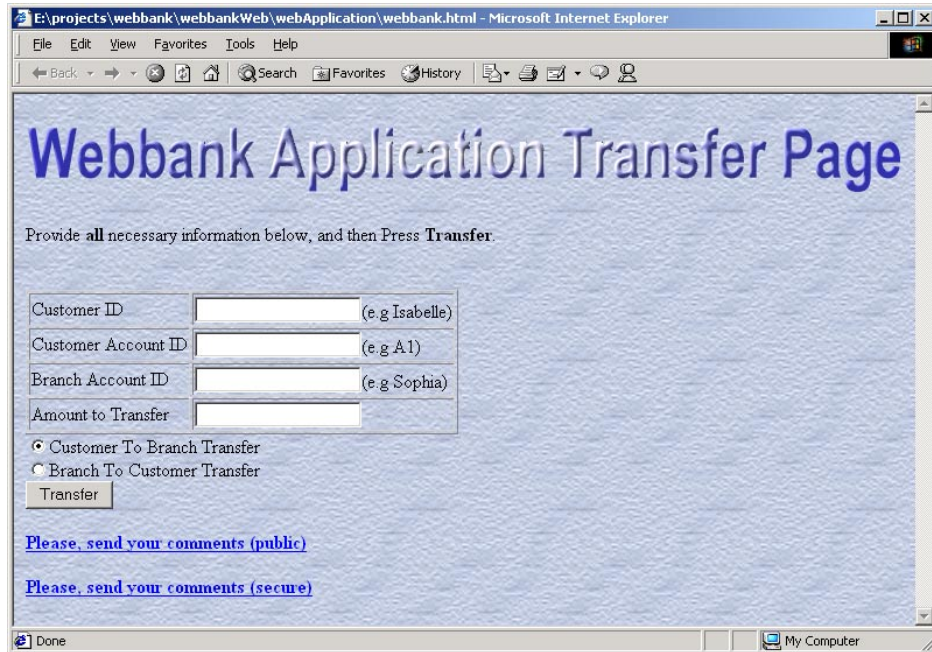 E:\projects\webbank\webbankWeb\webApplication\webbank.html - Microsoft Internet Explorer
File Edit View Favorites Tools Help
Back Search Favorites History
Webbank Application Transfer Page
Provide all necessary information below, and then Press Transfer.
Customer ID (e.g Isabelle)
Customer Account ID (e.g A1)
Branch Account ID (e.g Sophia)
Amount to Transfer
Customer To Branch Transfer
Branch To Customer Transfer
Transfer
Please, send your comments (public)
Please, send your comments (secure)
Done My Computer